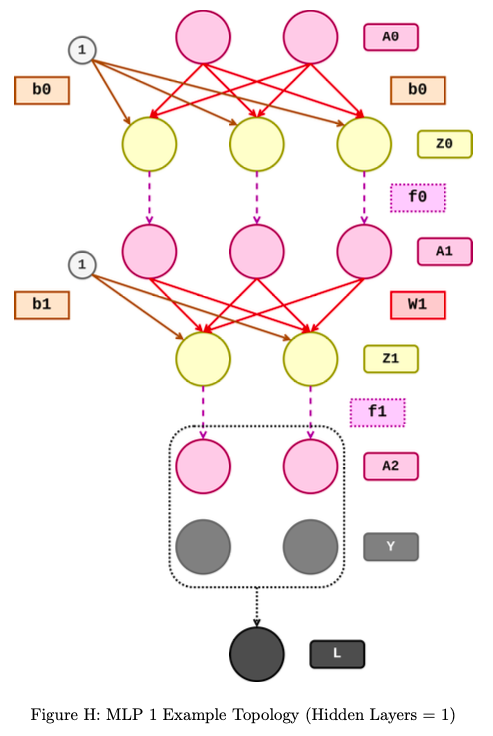 A0
1
b0
b0
Z0
f0
A1
1
b1
W1
Z1
f1
A2
Y
L
Figure H: MLP 1 Example Topology (Hidden Layers = 1)